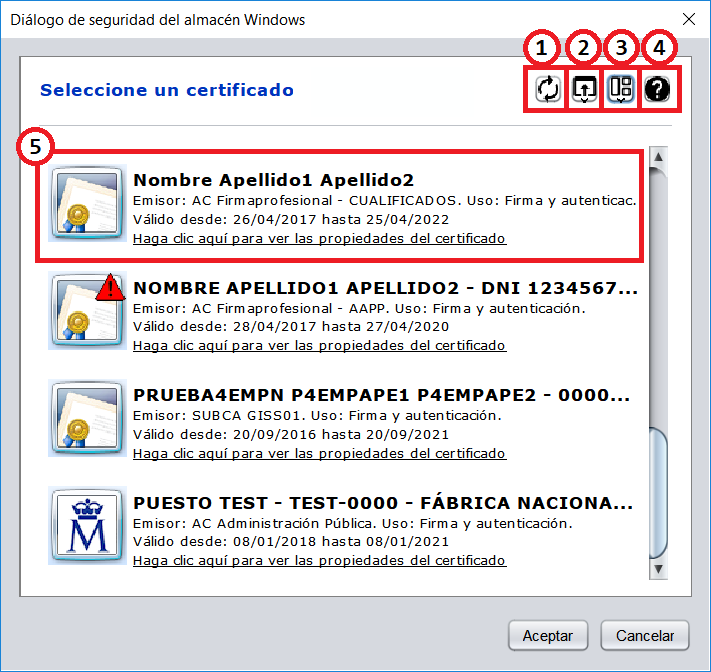 Diálogo de seguridad del almacén Windows
1 2 3 4
Seleccione un certificado
?
5
Nombre Apellido1 Apellido2
Emisor: AC Firmaprofesional - CUALIFICADOS. Uso: Firma y autenticac.
Válido desde: 26/04/2017 hasta 25/04/2022
Haga clic aquí para ver las propiedades del certificado
NOMBRE APELLIDO1 APELLIDO2 - DNI 1234567...
Emisor: AC Firmaprofesional - AAPP. Uso: Firma y autenticación.
Válido desde: 28/04/2017 hasta 27/04/2020
Haga clic aquí para ver las propiedades del certificado
PRUEBA4EMPN P4EMPAPE1 P4EMPAPE2 - 0000...
Emisor: SUBCA GISS01. Uso: Firma y autenticación.
Válido desde: 20/09/2016 hasta 20/09/2021
Haga clic aquí para ver las propiedades del certificado
M
PUESTO TEST - TEST-0000 - FÁBRICA NACIONA...
Emisor: AC Administración Pública. Uso: Firma y autenticación.
Válido desde: 08/01/2018 hasta 08/01/2021
Haga clic aquí para ver las propiedades del certificado
Aceptar Cancelar